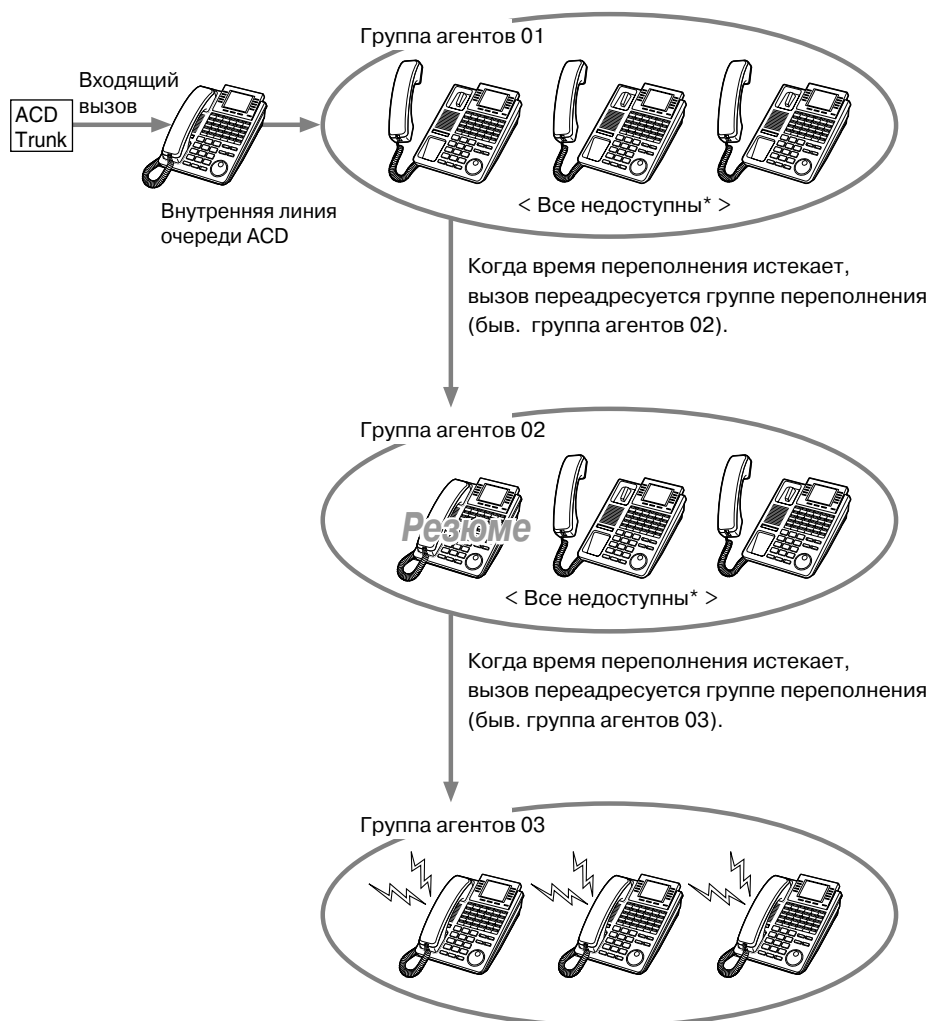 Группа агентов 01
Входящий
вызов
ACD
Trunk
Внутренняя линия
очереди ACD
< Все недоступны* >
Когда время переполнения истекает,
вызов переадресуется группе переполнения
(быв. группа агентов 02).
Группа агентов 02
Резюме
< Все недоступны* >
Когда время переполнения истекает,
вызов переадресуется группе переполнения
(быв. группа агентов 03).
Группа агентов 03